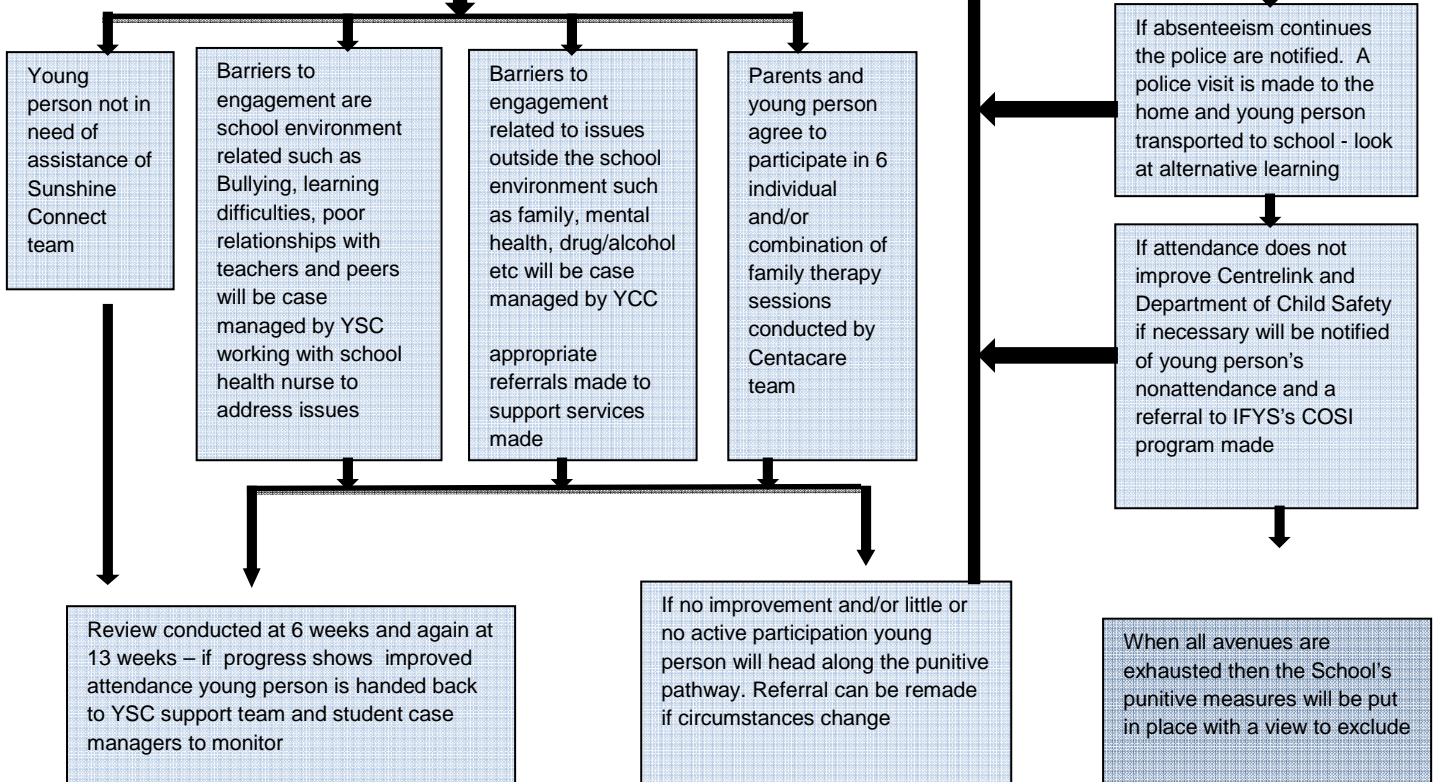 Young
person not in
need of
assistance of
Sunshine
Connect
team
Barriers to
engagement are
school environment
related such as
Bullying, learning
difficulties, poor
relationships with
teachers and peers
will be case
managed by YSC
working with school
health nurse to
address issues
Barriers to
engagement
related to issues
outside the school
environment such
as family, mental
health, drug/alcohol
etc will be case
managed by YCC
appropriate
referrals made to
support services
made
Parents and
young person
agree to
participate in 6
individual
and/or
combination of
family therapy
sessions
conducted by
Centacare
team
If absenteeism continues
the police are notified. A
police visit is made to the
home and young person
transported to school - look
at alternative learning
If attendance does not
improve Centrelink and
Department of Child Safety
if necessary will be notified
of young person's
nonattendance and a
referral to IFYS's COSI
program made
Review conducted at 6 weeks and again at
13 weeks – if progress shows improved
attendance young person is handed back
to YSC support team and student case
managers to monitor
If no improvement and/or little or
no active participation young
person will head along the punitive
pathway. Referral can be remade
if circumstances change
When all avenues are
exhausted then the School's
punitive measures will be put
in place with a view to exclude